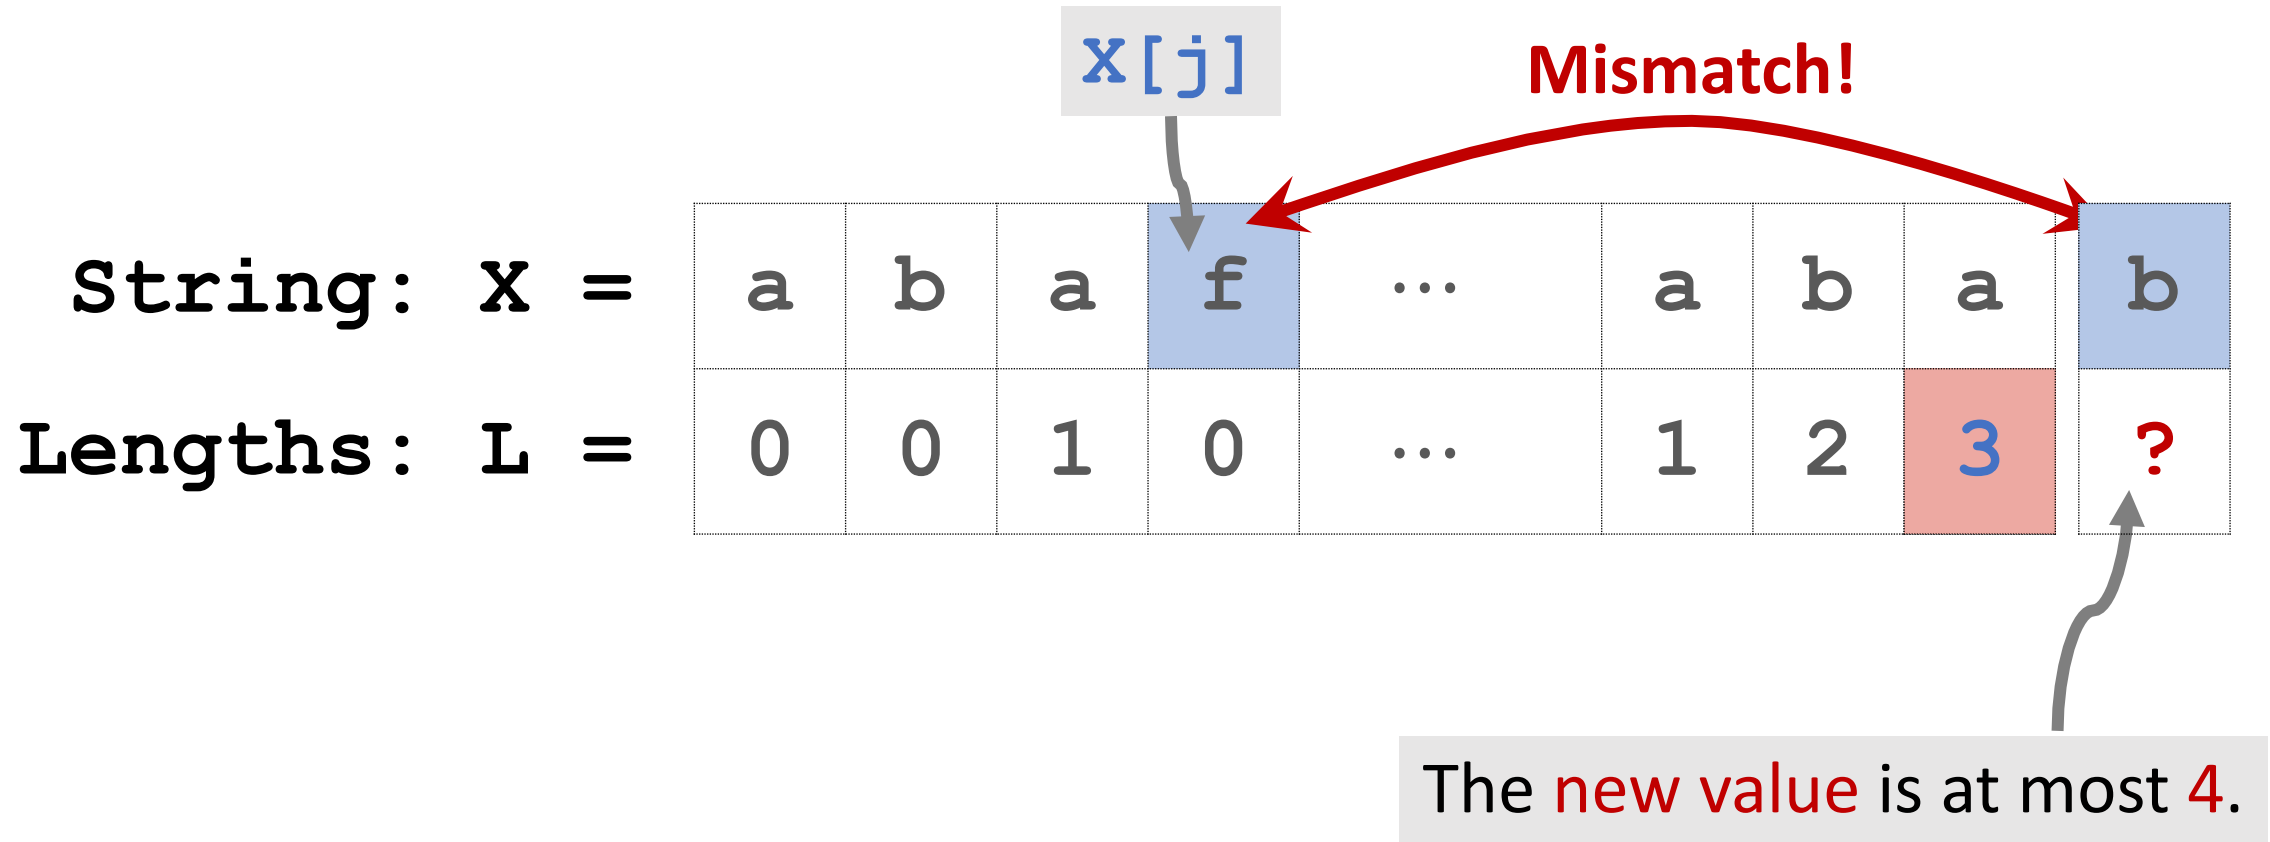 X[j]
Mismatch!
String: X = a b a f ... a b a b
Lengths: L = 0 0 1 0 ... 1 2 3 ?
The new value is at most 4.